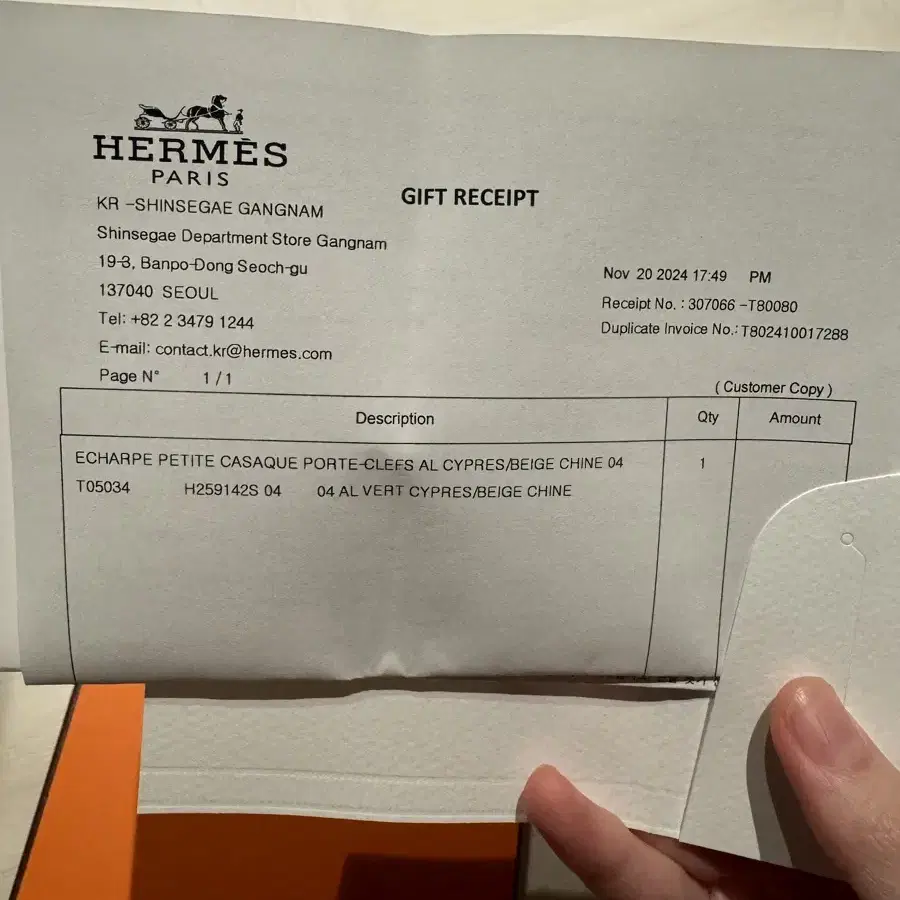 HERMÈS
PARIS
GIFT RECEIPT
KR -SHINSEGAE GANGNAM
Shinsegae Department Store Gangnam
19-3, Banpo-Dong Seoch-gu
137040 SEOUL
Tel: +82 2 3479 1244
E-mail: contact.kr@hermes.com
Page N° 1 / 1
Nov 20 2024 17:49 PM
Receipt No. : 307066 -T80080
Duplicate Invoice No.: T802410017288
( Customer Copy )
Description Qty Amount
ECHARPE PETITE CASAQUE PORTE-CLEFS AL CYPRES/BEIGE CHINE 04 1
T05034 H259142S 04 04 AL VERT CYPRES/BEIGE CHINE